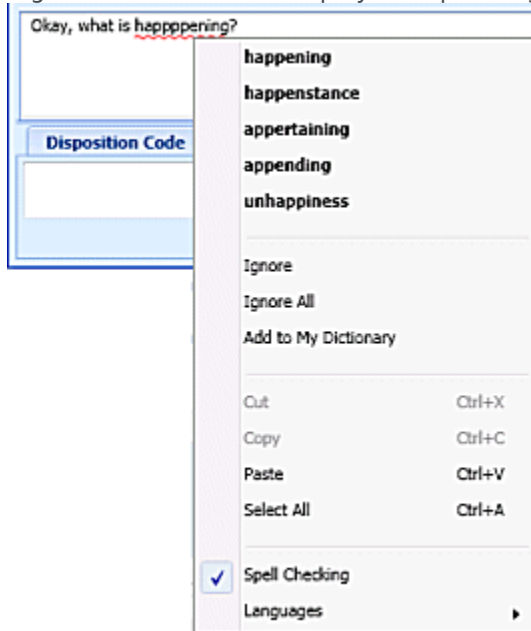 Okay, what is happppening?
happening
happenstance
appertaining
appending
unhappiness
Disposition Code
Ignore
Ignore All
Add to My Dictionary
Cut Ctrl+X
Copy Ctrl+C
Paste Ctrl+V
Select All Ctrl+A
Spell Checking
Languages